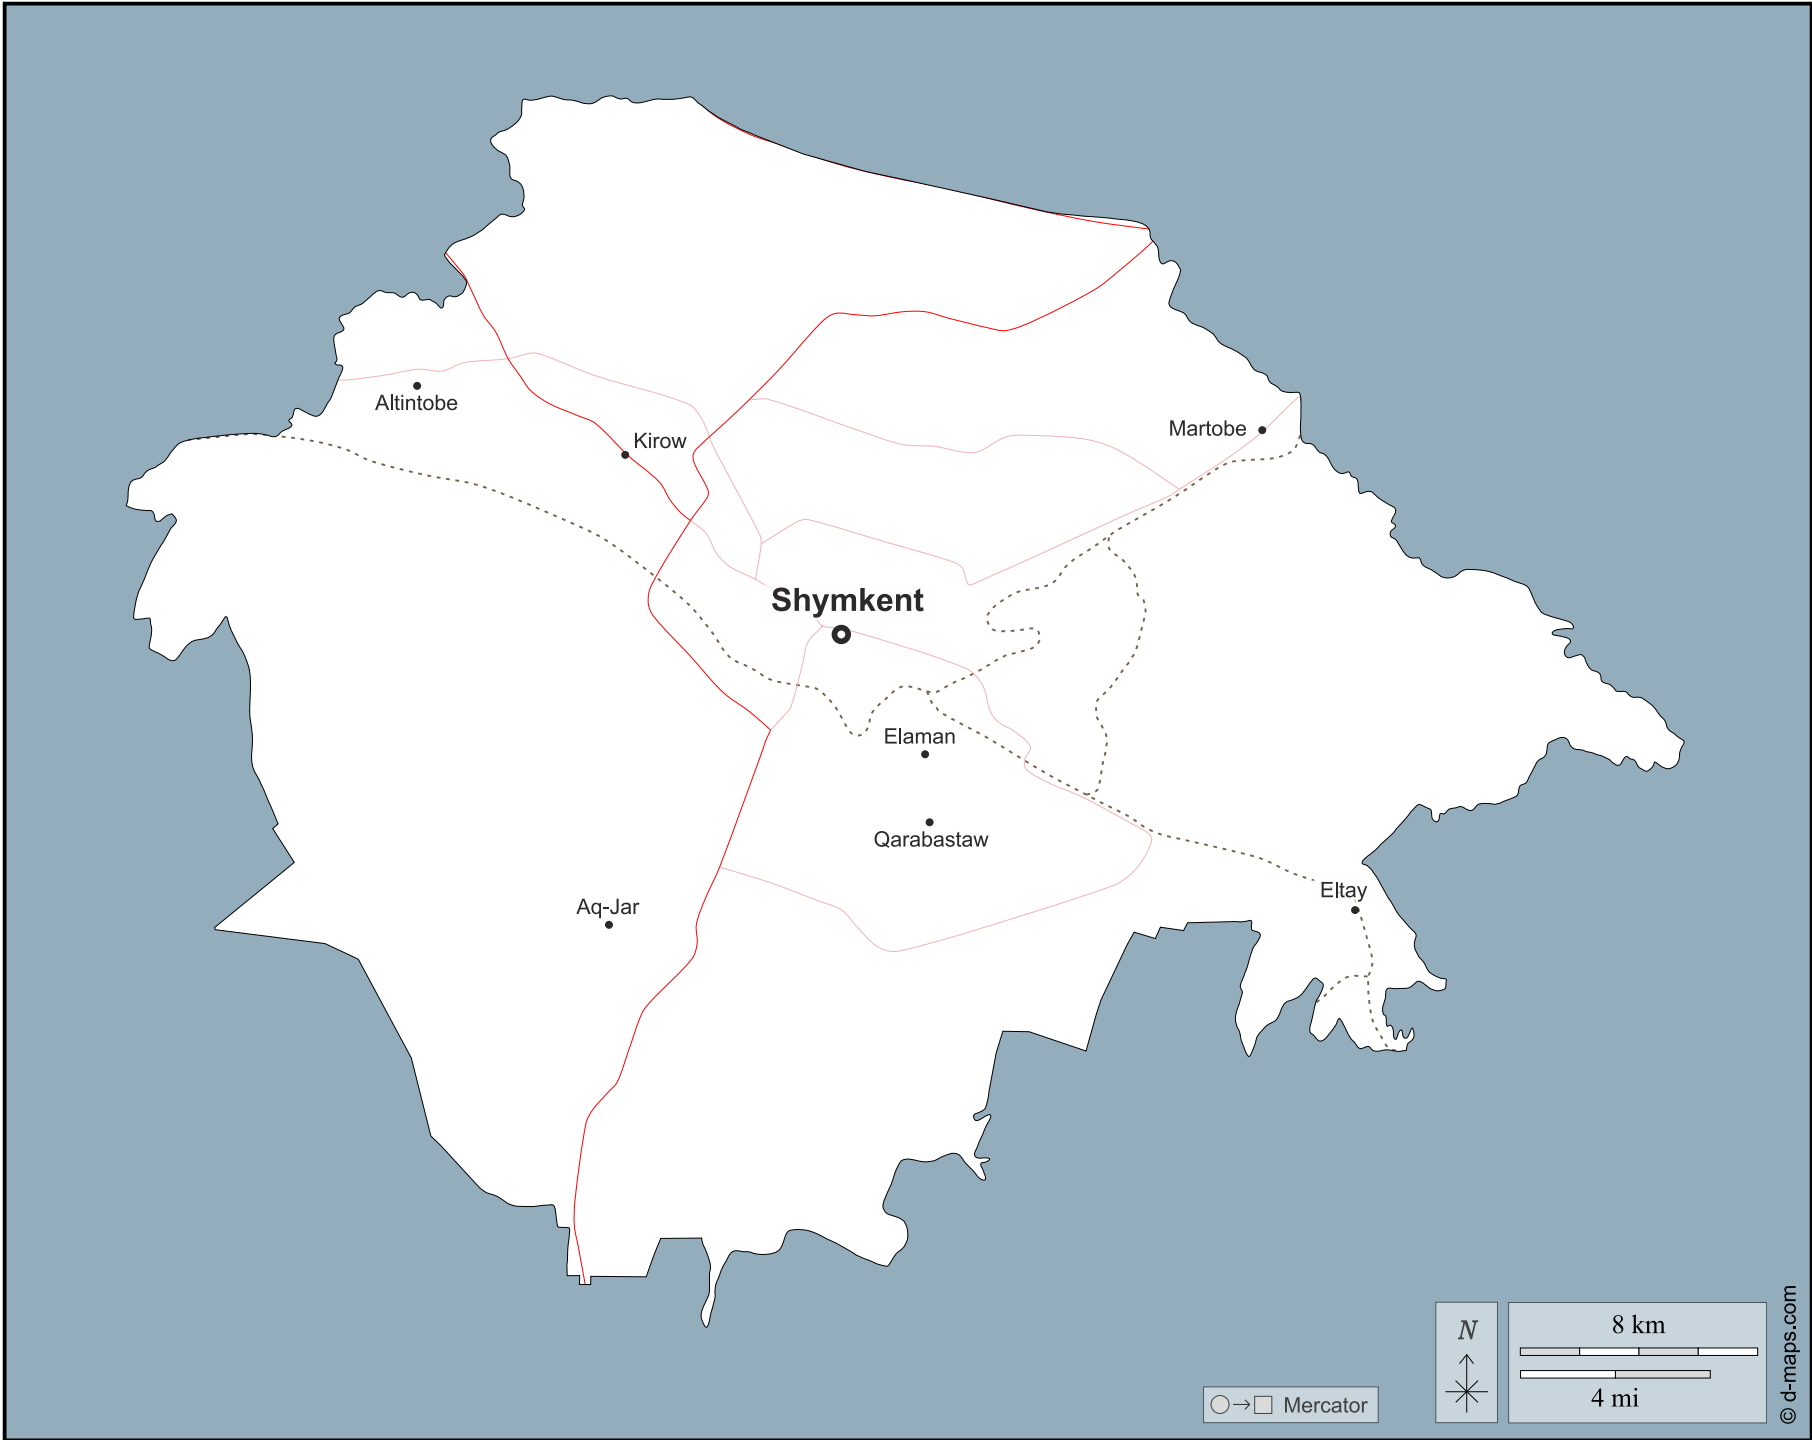 Altintobe
Kirow
Martobe
Shymkent
Elaman
Qarabastaw
Eltay
Aq-Jar
N
8 km
4 mi
Mercator
© d-maps.com